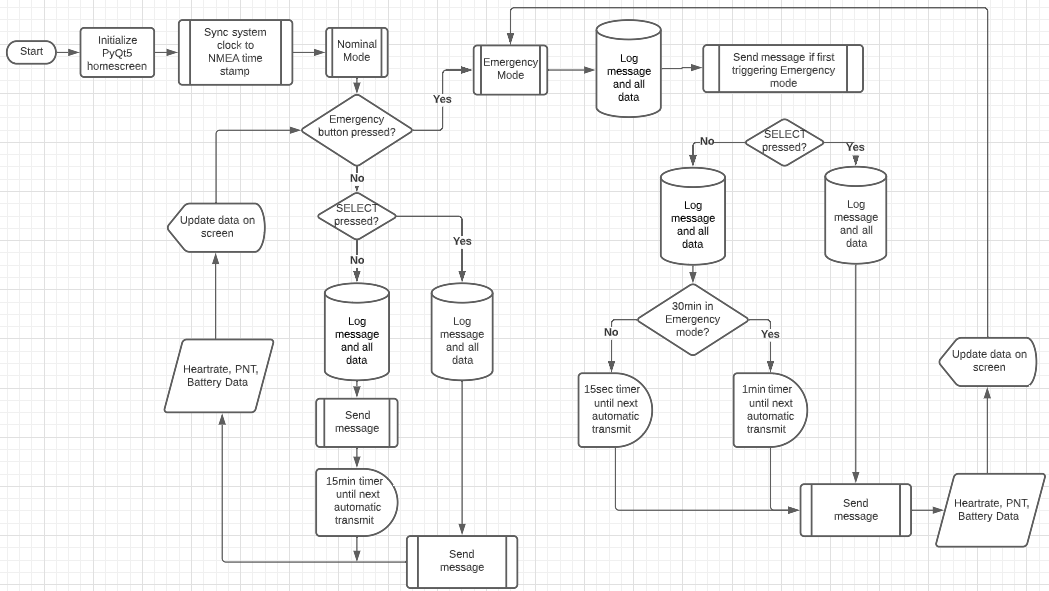 Start
Initialize
PyQt5
homescreen
Sync system
clock to
NMEA time
stamp
Nominal
Mode
Emergency
Mode
Log
message
and all
data
Send message if first
triggering Emergency
mode
Yes
Emergency
button pressed?
No
SELECT
pressed?
Yes
No
SELECT
pressed?
No
Yes
Log
message
and all
data
Log
message
and all
data
Update data on
screen
Log
message
and all
data
Log
message
and all
data
30min in
Emergency
mode?
No
Yes
Heartrate, PNT,
Battery Data
Send
message
15min timer
until next
automatic
transmit
Send
message
15sec timer
until next
automatic
transmit
1min timer
until next
automatic
transmit
Send
message
Update data on
screen
Heartrate, PNT,
Battery Data